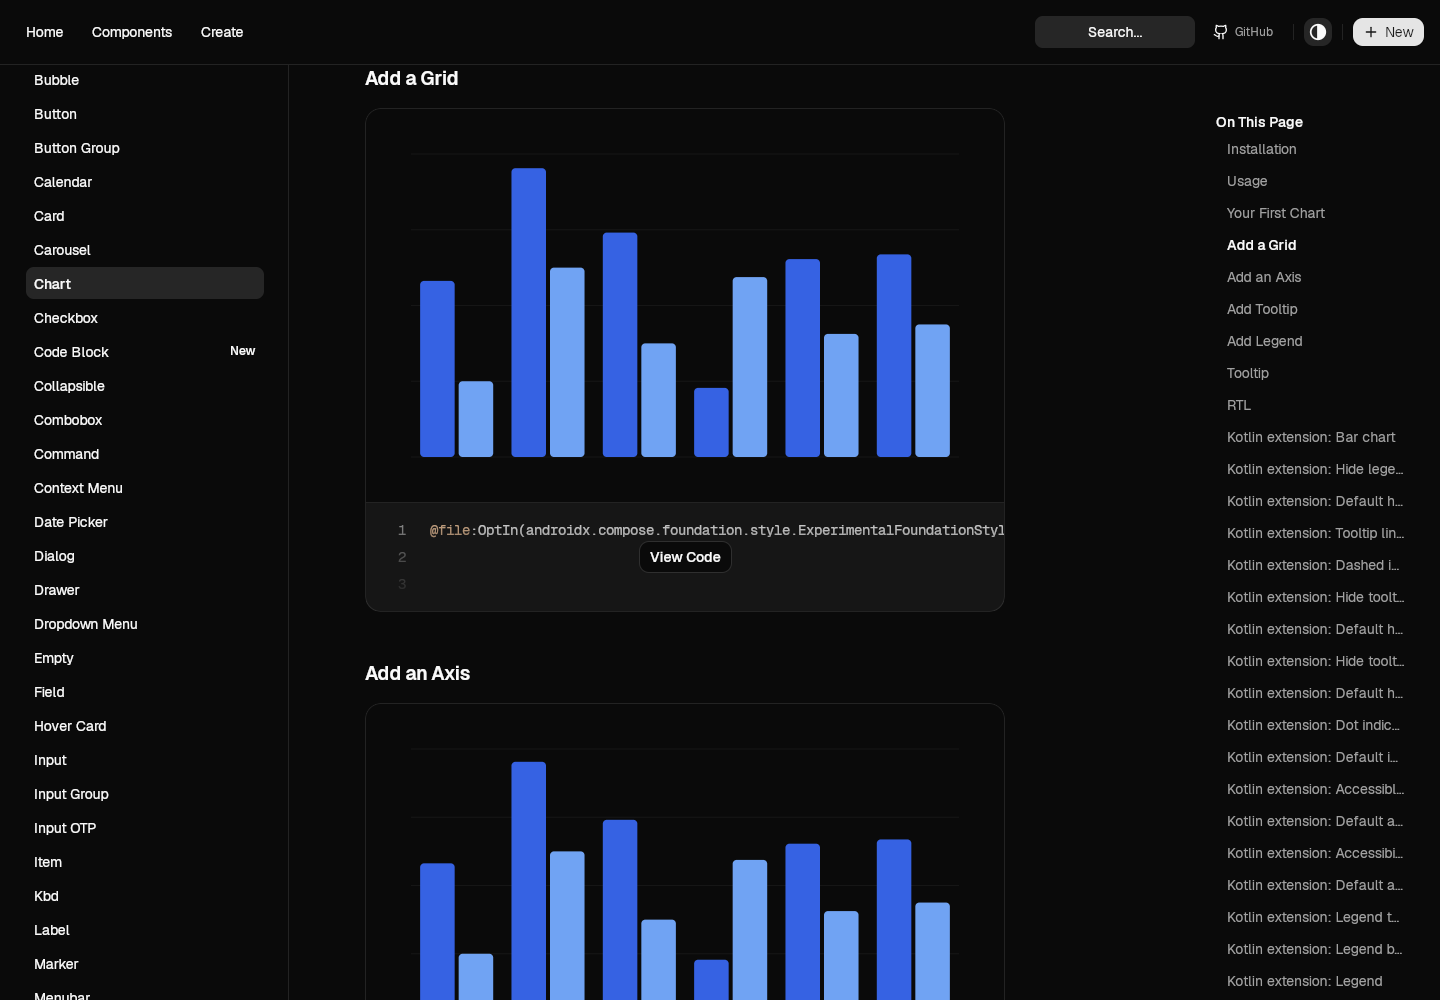 Home
Components
Create
Search...
GitHub
New
Bubble
Button
Button Group
Calendar
Card
Carousel
Chart
Checkbox
Code Block
New
Collapsible
Combobox
Command
Context Menu
Date Picker
Dialog
Drawer
Dropdown Menu
Empty
Field
Hover Card
Input
Input Group
Input OTP
Item
Kbd
Label
Marker
Menubar
Add a Grid
1 @file:OptIn(androidx.compose.foundation.style.ExperimentalFoundationStyl
2
3
View Code
Add an Axis
On This Page
Installation
Usage
Your First Chart
Add a Grid
Add an Axis
Add Tooltip
Add Legend
Tooltip
RTL
Kotlin extension: Bar chart
Kotlin extension: Hide lege...
Kotlin extension: Default h...
Kotlin extension: Tooltip lin...
Kotlin extension: Dashed i...
Kotlin extension: Hide toolt...
Kotlin extension: Default h...
Kotlin extension: Hide toolt...
Kotlin extension: Default h...
Kotlin extension: Dot indic...
Kotlin extension: Default i...
Kotlin extension: Accessibl...
Kotlin extension: Default a...
Kotlin extension: Accessibi...
Kotlin extension: Default a...
Kotlin extension: Legend t...
Kotlin extension: Legend b...
Kotlin extension: Legend